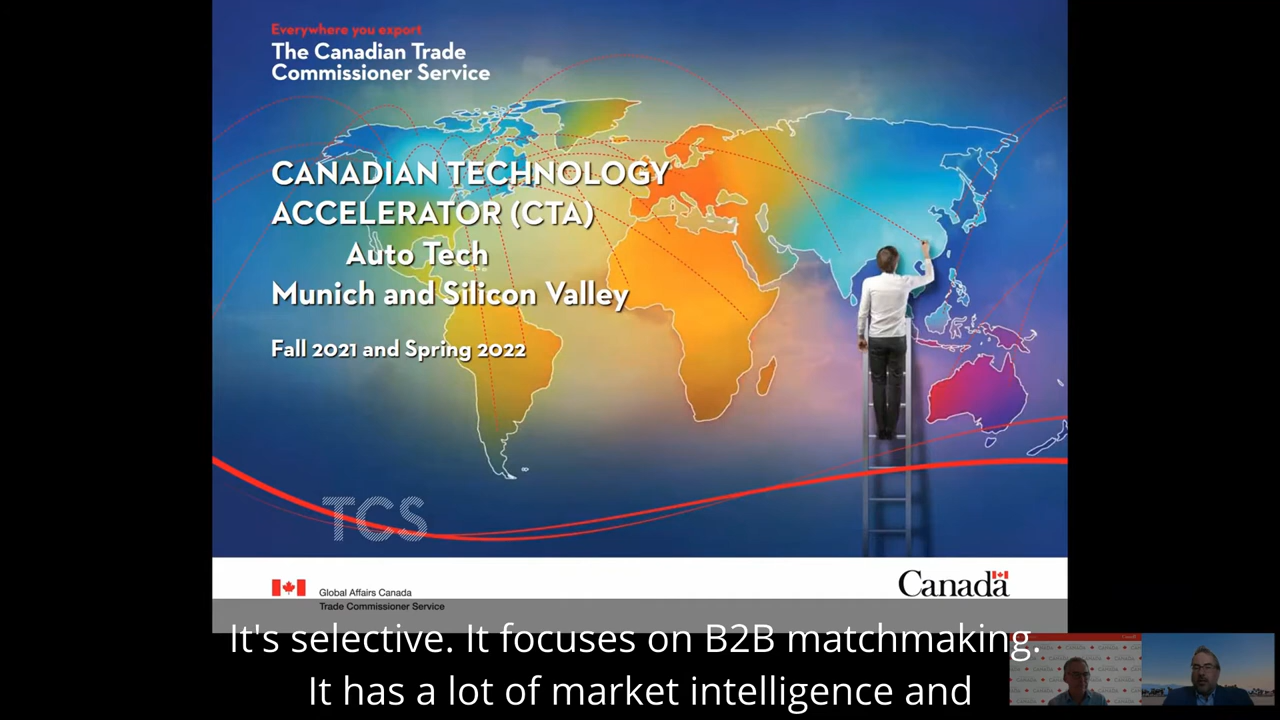 Everywhere you export
The Canadian Trade
Commissioner Service
CANADIAN TECHNOLOGY
ACCELERATOR (CTA)
Auto Tech
Munich and Silicon Valley
Fall 2021 and Spring 2022
TCS
Global Affairs Canada
Trade Commissioner Service
Canada
It's selective. It focuses on B2B matchmaking.
It has a lot of market intelligence and